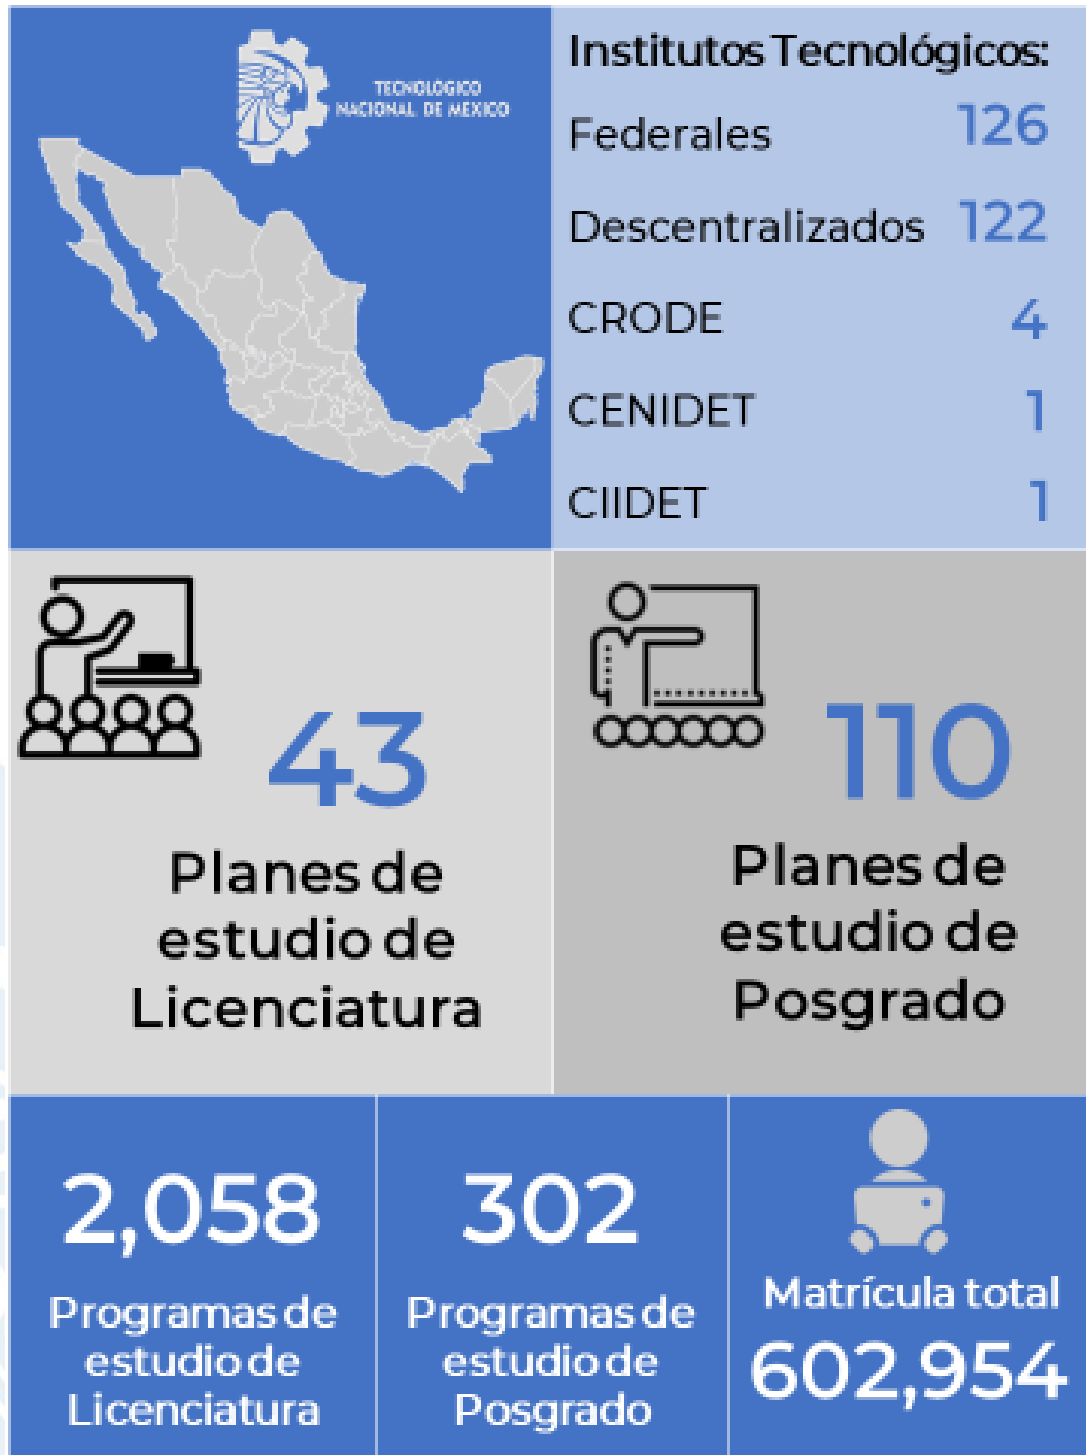 TECNOLÓGICO
NACIONAL DE MÉXICO
Institutos Tecnológicos:
Federales 126
Descentralizados 122
CRODE 4
CENIDET 1
CIIDET 1
43
Planes de
estudio de
Licenciatura
110
Planes de
estudio de
Posgrado
2,058
Programas de
estudio de
Licenciatura
302
Programas de
estudio de
Posgrado
Matrícula total
602,954